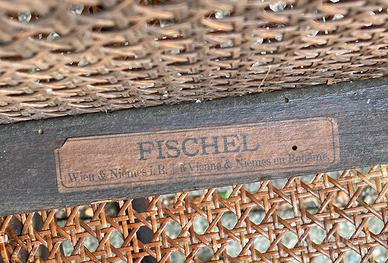 FISCHEL
Wien & Niemes i. B. | à Vienne & Niemes en Bohême